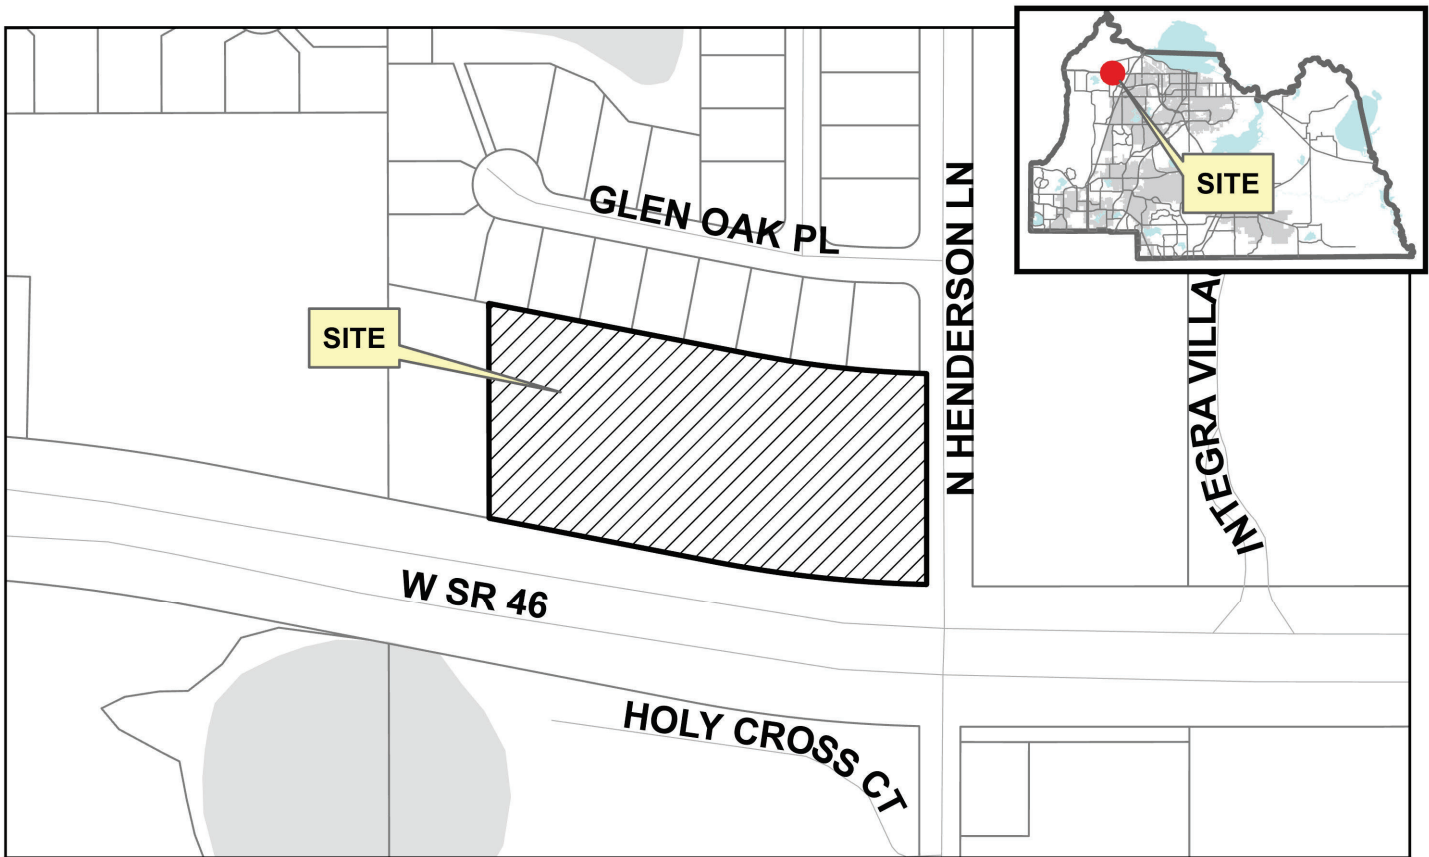 SITE
GLEN OAK PL
N HENDERSON LN
SITE
INTEGRA VILLA
W SR 46
HOLY CROSS CT